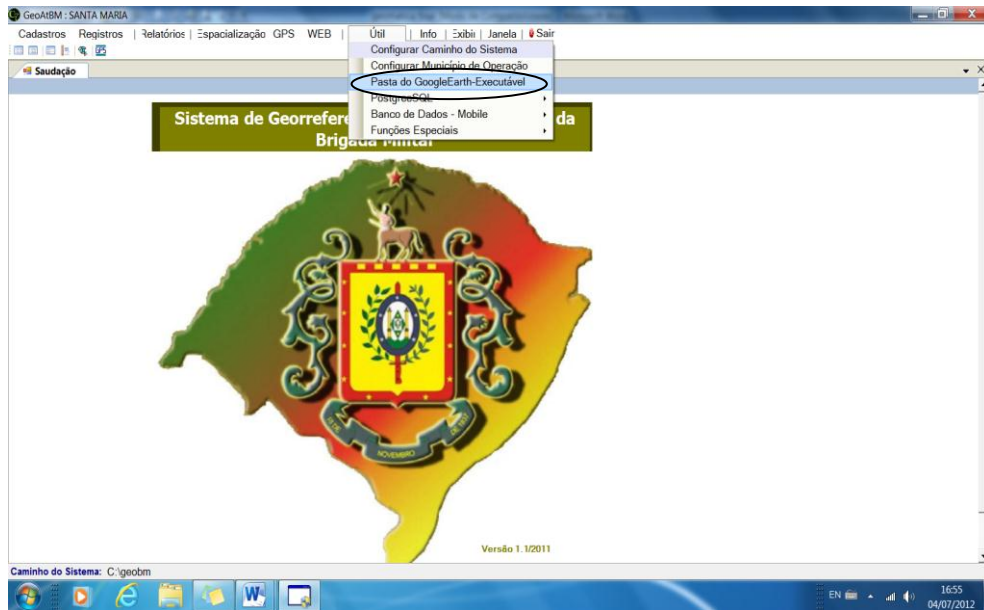 GeoAtBM : SANTA MARIA
Cadastros Registros | Relatórios | Espacialização GPS WEB | Útil | Info | Exibir | Janela | Sair
Saudação
Configurar Caminho do Sistema
Configurar Município de Operação
Pasta do GoogleEarth-Executável
PostgreeSQL
Banco de Dados - Mobile
Funções Especiais
Sistema de Georrefere da
Brigada Militar
NOVEMBRO
Versão 1.1/2011
Caminho do Sistema: C:\geobm
EN
16:55
04/07/2012